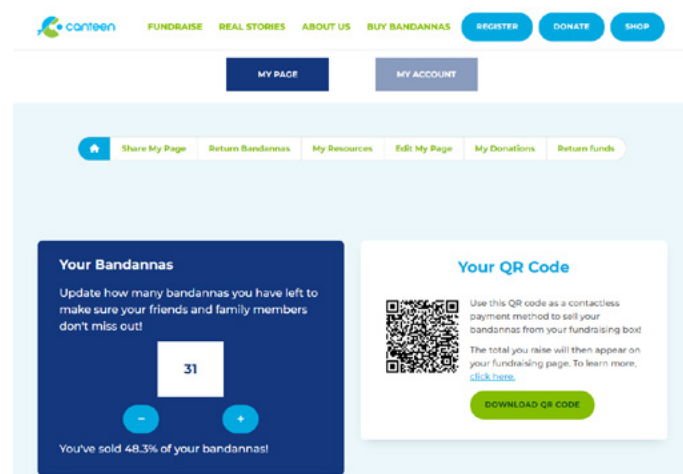 canteen FUNDRAISE REAL STORIES ABOUT US BUY BANDANNAS REGISTER DONATE SHOP
MY PAGE MY ACCOUNT
Share My Page Return Bandannas My Resources Edit My Page My Donations Return funds
Your Bandannas
Update how many bandannas you have left to
make sure your friends and family members
don't miss out!
31
- +
You've sold 48.3% of your bandannas!
Your QR Code
Use this QR code as a contactless
payment method to sell your
bandannas from your fundraising box!
The total you raise will then appear on
your fundraising page. To learn more,
click here.
DOWNLOAD QR CODE